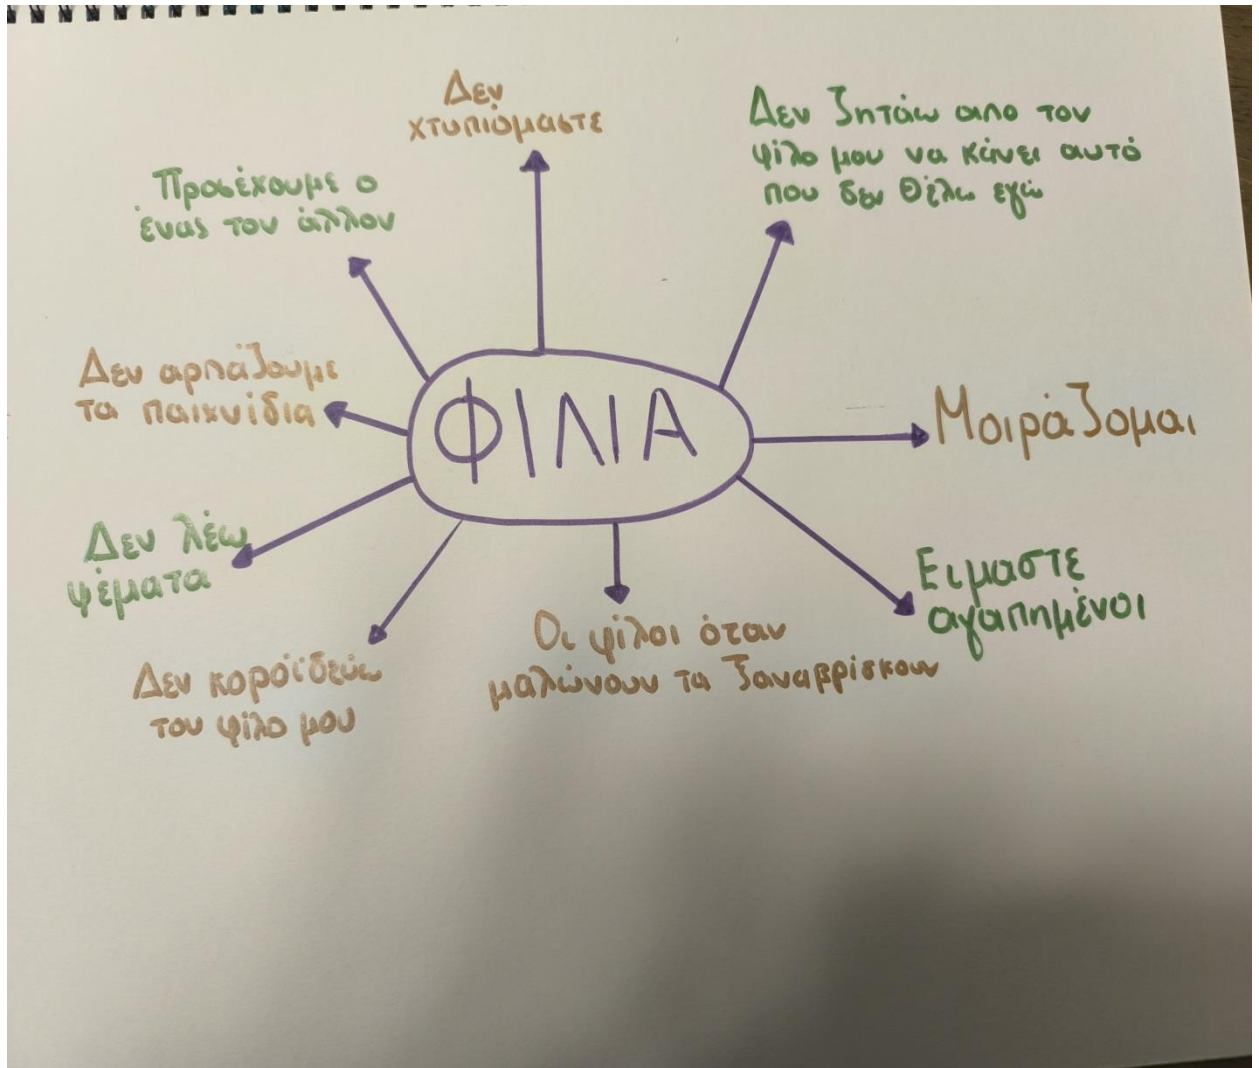 Δεν
χτυπιόμαστε
Δεν ζητάω απο τον
φίλο μου να κάνει αυτό
που δεν θέλω εγώ
Προσέχουμε ο
ένας τον άλλον
Δεν αρπάζουμε
τα παιχνίδια
ΦΙΛΙΑ
Μοιράζομαι
Δεν λέω
ψέματα
Ειμαστε
αγαπημένοι
Δεν κοροϊδεύω
τον φίλο μου
Οι φίλοι όταν
μαλώνουν τα ξαναβρίσκουν